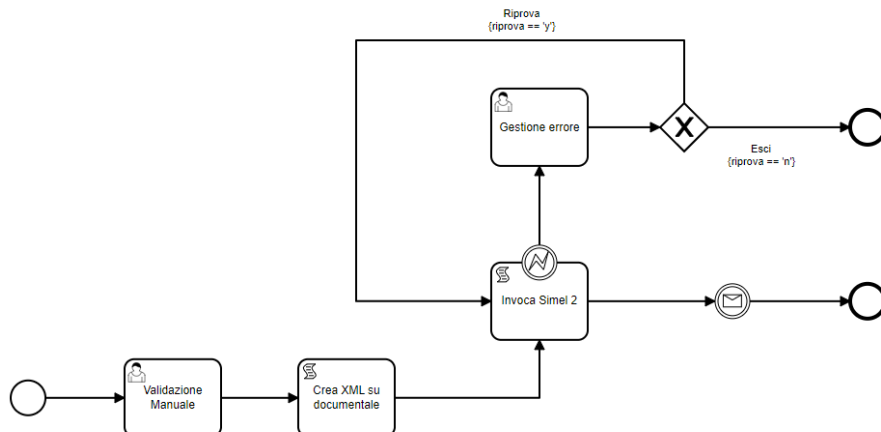 Riprova
{riprova == 'y'}
Gestione errore
Esci
{riprova == 'n'}
Invoca Simel 2
Validazione
Manuale
Crea XML su
documentale